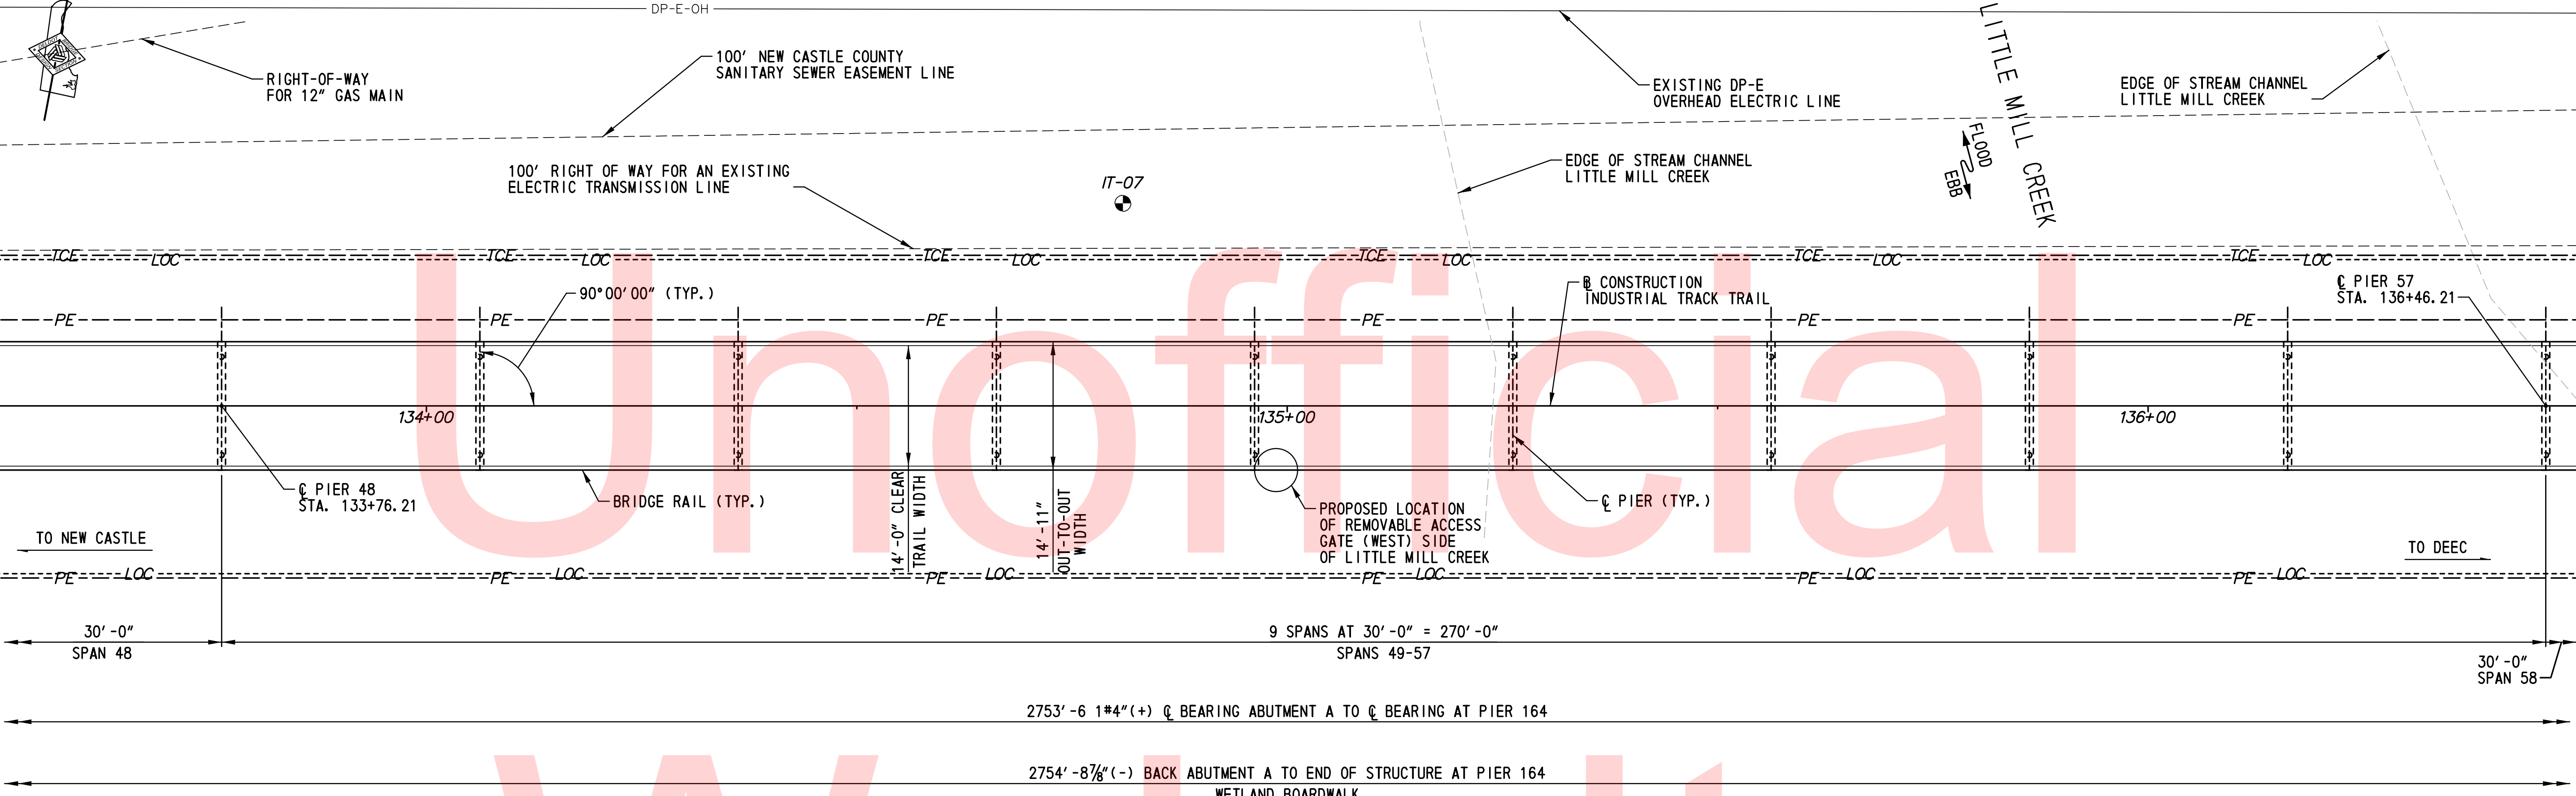 DP-E-OH
RIGHT-OF-WAY
FOR 12" GAS MAIN
100' NEW CASTLE COUNTY
SANITARY SEWER EASEMENT LINE
EXISTING DP-E
OVERHEAD ELECTRIC LINE
LITTLE MILL CREEK
EDGE OF STREAM CHANNEL
LITTLE MILL CREEK
FLOOD
EBB
100' RIGHT OF WAY FOR AN EXISTING
ELECTRIC TRANSMISSION LINE
IT-07
EDGE OF STREAM CHANNEL
LITTLE MILL CREEK
TCE LOC TCE LOC TCE LOC TCE LOC TCE LOC TCE LOC
90°00'00" (TYP.)
℄ CONSTRUCTION
INDUSTRIAL TRACK TRAIL
℄ PIER 57
STA. 136+46.21
PE PE PE PE PE PE
Unofficial
134+00 135+00 136+00
℄ PIER 48
STA. 133+76.21
BRIDGE RAIL (TYP.)
14'-0" CLEAR
TRAIL WIDTH
14'-11"
OUT-TO-OUT
WIDTH
PROPOSED LOCATION
OF REMOVABLE ACCESS
GATE (WEST) SIDE
OF LITTLE MILL CREEK
℄ PIER (TYP.)
TO NEW CASTLE
TO DEEC
PE LOC PE LOC PE LOC PE LOC PE LOC PE LOC
30'-0"
SPAN 48
9 SPANS AT 30'-0" = 270'-0"
SPANS 49-57
30'-0"
SPAN 58
2753'-6 1#4"(+) ℄ BEARING ABUTMENT A TO ℄ BEARING AT PIER 164
2754'-8⅞"(-) BACK ABUTMENT A TO END OF STRUCTURE AT PIER 164
WETLAND BOARDWALK